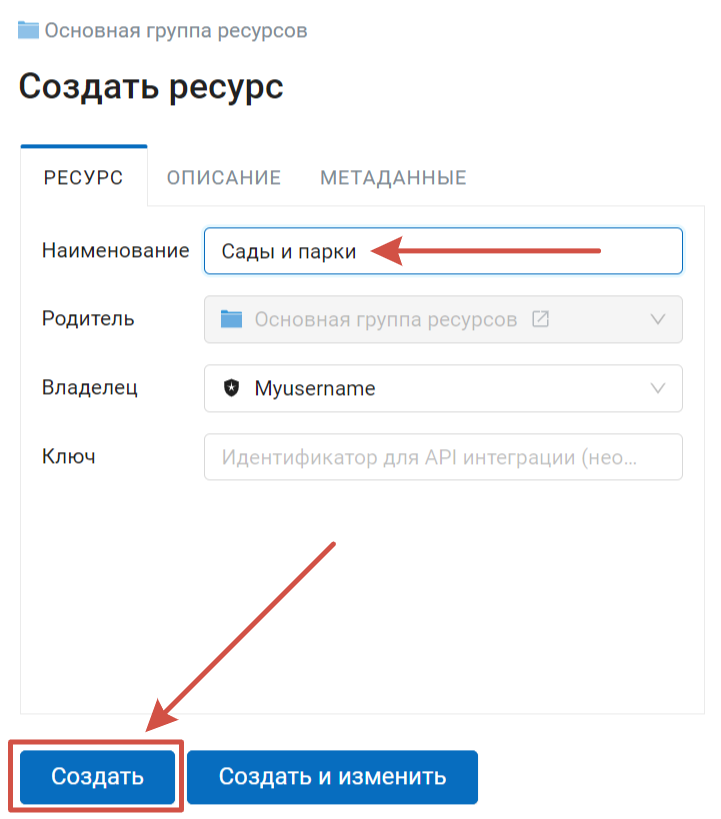 Основная группа ресурсов
Создать ресурс
РЕСУРС ОПИСАНИЕ МЕТАДАННЫЕ
Наименование Сады и парки
Родитель Основная группа ресурсов
Владелец Myusername
Ключ Идентификатор для API интеграции (нео...
Создать Создать и изменить